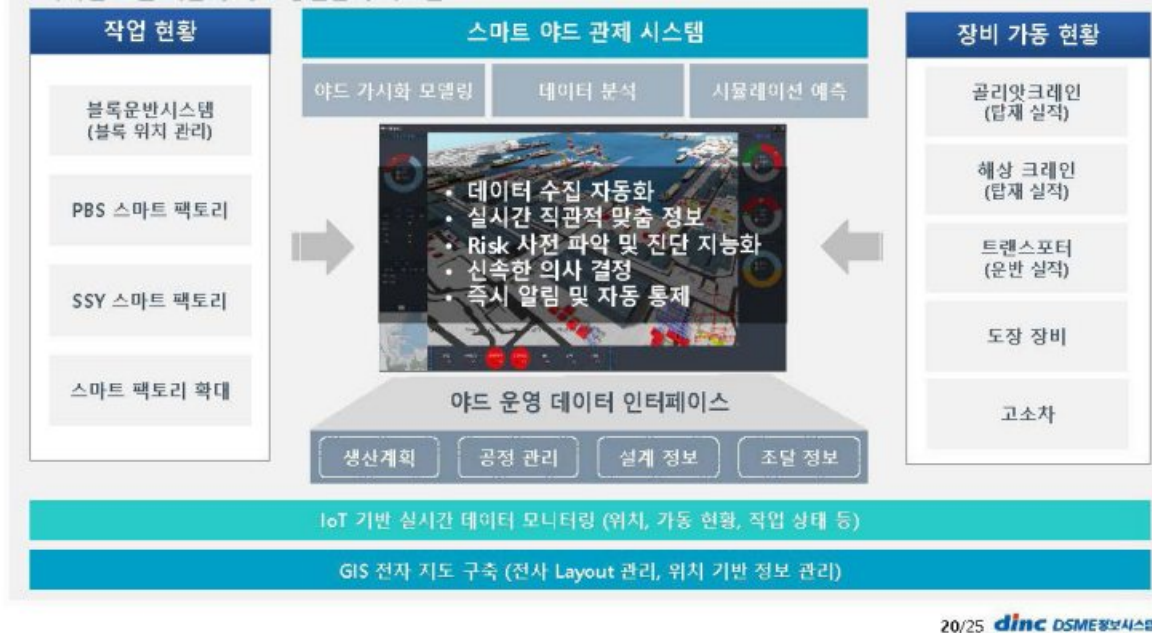 작업 현황
블록운반시스템
(블록 위치 관리)
PBS 스마트 팩토리
SSY 스마트 팩토리
스마트 팩토리 확대
스마트 야드 관제 시스템
야드 가시화 모델링
데이터 분석
시뮬레이션 예측
• 데이터 수집 자동화
• 실시간 직관적 맞춤 정보
• Risk 사전 파악 및 진단 지능화
• 신속한 의사 결정
• 즉시 알림 및 자동 통제
야드 운영 데이터 인터페이스
생산계획
공정 관리
설계 정보
조달 정보
장비 가동 현황
골리앗크레인
(탑재 실적)
해상 크레인
(탑재 실적)
트랜스포터
(운반 실적)
도장 장비
고소차
IoT 기반 실시간 데이터 모니터링 (위치, 가동 현황, 작업 상태 등)
GIS 전자 지도 구축 (전사 Layout 관리, 위치 기반 정보 관리)
20/25 dinc DSME정보시스템